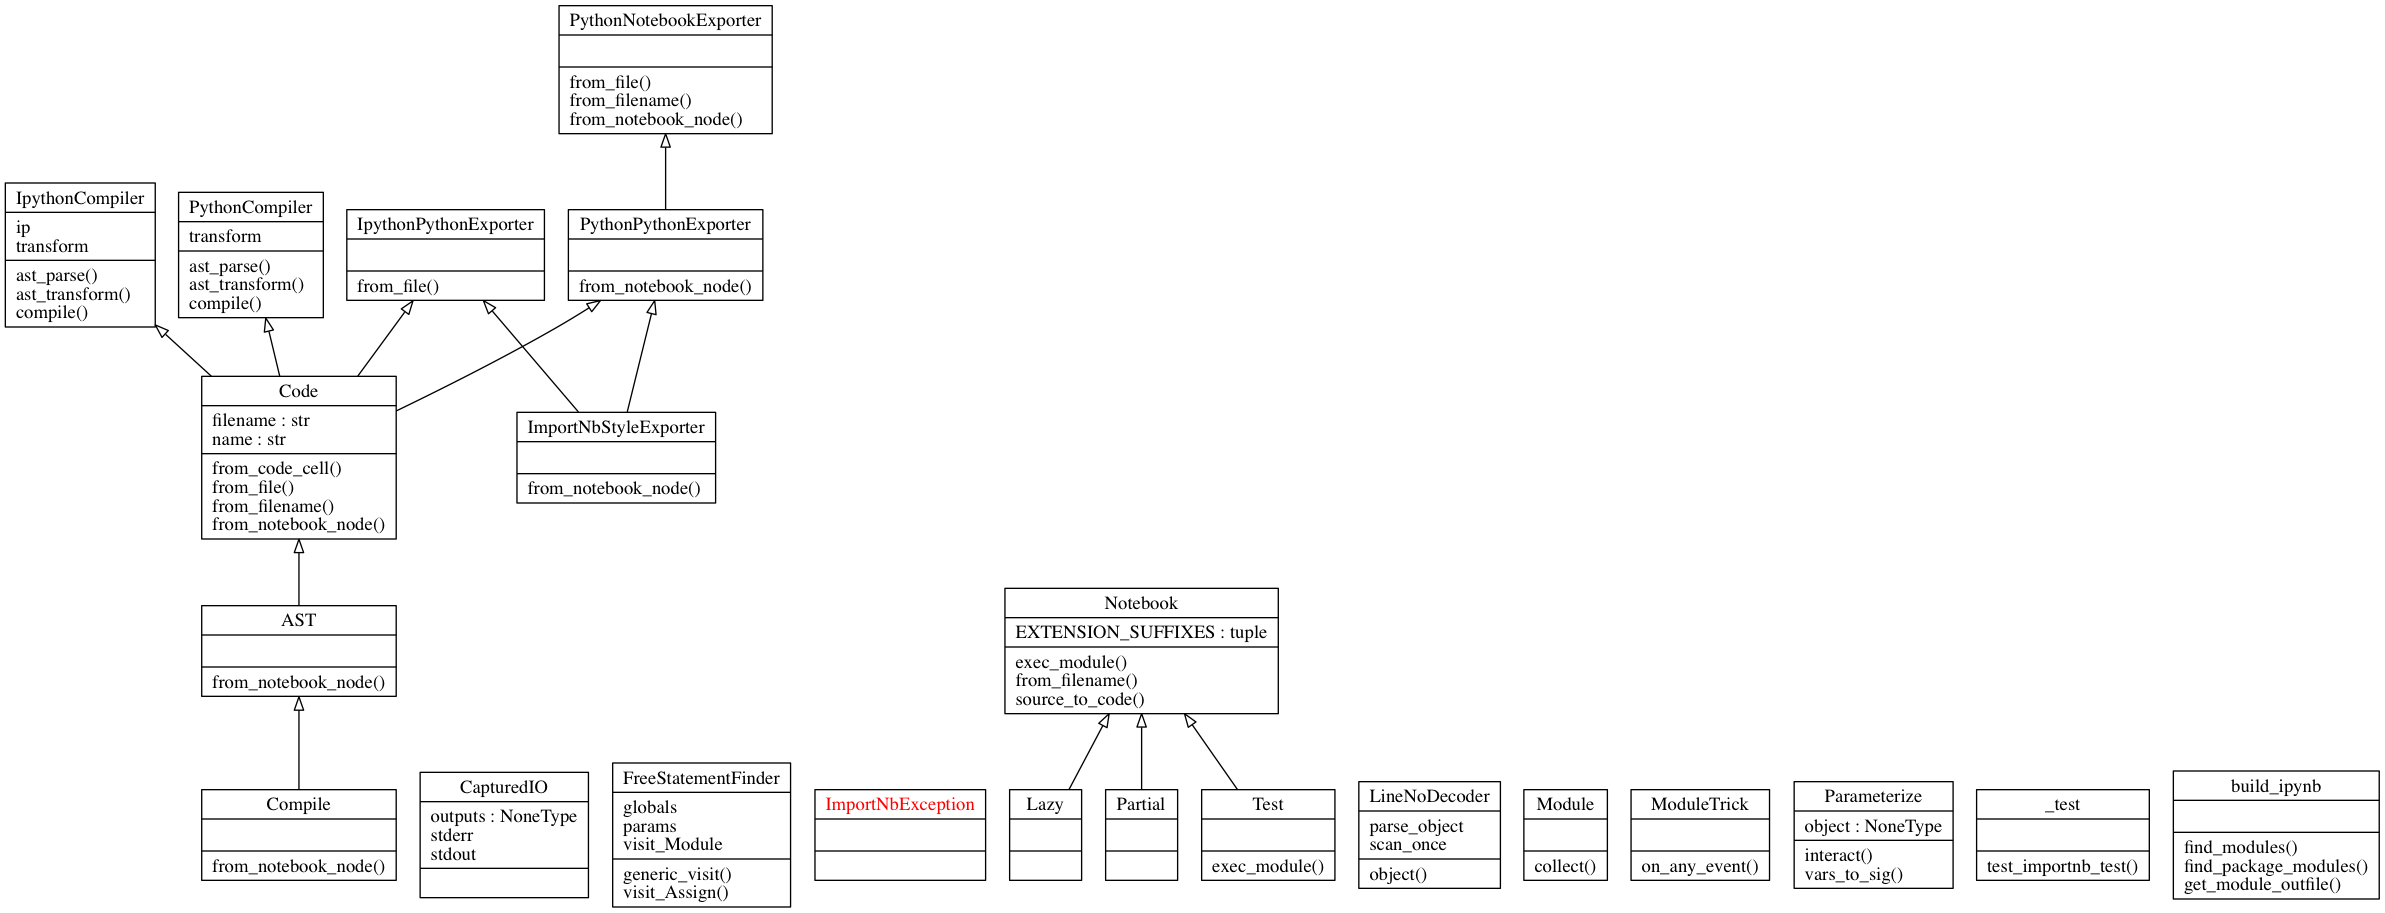 PythonNotebookExporter
from_file()
from_filename()
from_notebook_node()
IpythonCompiler
ip
transform
ast_parse()
ast_transform()
compile()
PythonCompiler
transform
ast_parse()
ast_transform()
compile()
IpythonPythonExporter
from_file()
PythonPythonExporter
from_notebook_node()
Code
filename : str
name : str
from_code_cell()
from_file()
from_filename()
from_notebook_node()
ImportNbStyleExporter
from_notebook_node()
AST
from_notebook_node()
Notebook
EXTENSION_SUFFIXES : tuple
exec_module()
from_filename()
source_to_code()
Compile
from_notebook_node()
CapturedIO
outputs : NoneType
stderr
stdout
FreeStatementFinder
globals
params
visit_Module
generic_visit()
visit_Assign()
ImportNbException
Lazy
Partial
Test
exec_module()
LineNoDecoder
parse_object
scan_once
object()
Module
collect()
ModuleTrick
on_any_event()
Parameterize
object : NoneType
interact()
vars_to_sig()
_test
test_importnb_test()
build_ipynb
find_modules()
find_package_modules()
get_module_outfile()